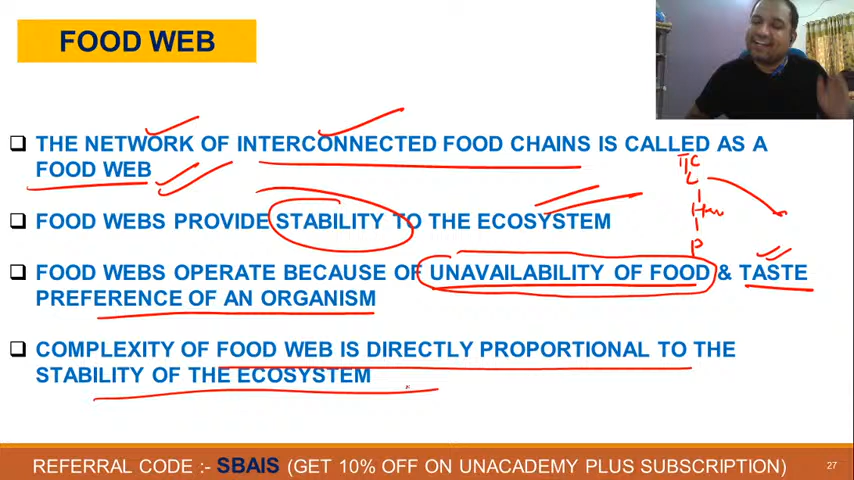 FOOD WEB
❑ THE NETWORK OF INTERCONNECTED FOOD CHAINS IS CALLED AS A
FOOD WEB
❑ FOOD WEBS PROVIDE STABILITY TO THE ECOSYSTEM
❑ FOOD WEBS OPERATE BECAUSE OF UNAVAILABILITY OF FOOD & TASTE
PREFERENCE OF AN ORGANISM
❑ COMPLEXITY OF FOOD WEB IS DIRECTLY PROPORTIONAL TO THE
STABILITY OF THE ECOSYSTEM
P
REFERRAL CODE :- SBAIS (GET 10% OFF ON UNACADEMY PLUS SUBSCRIPTION)
27